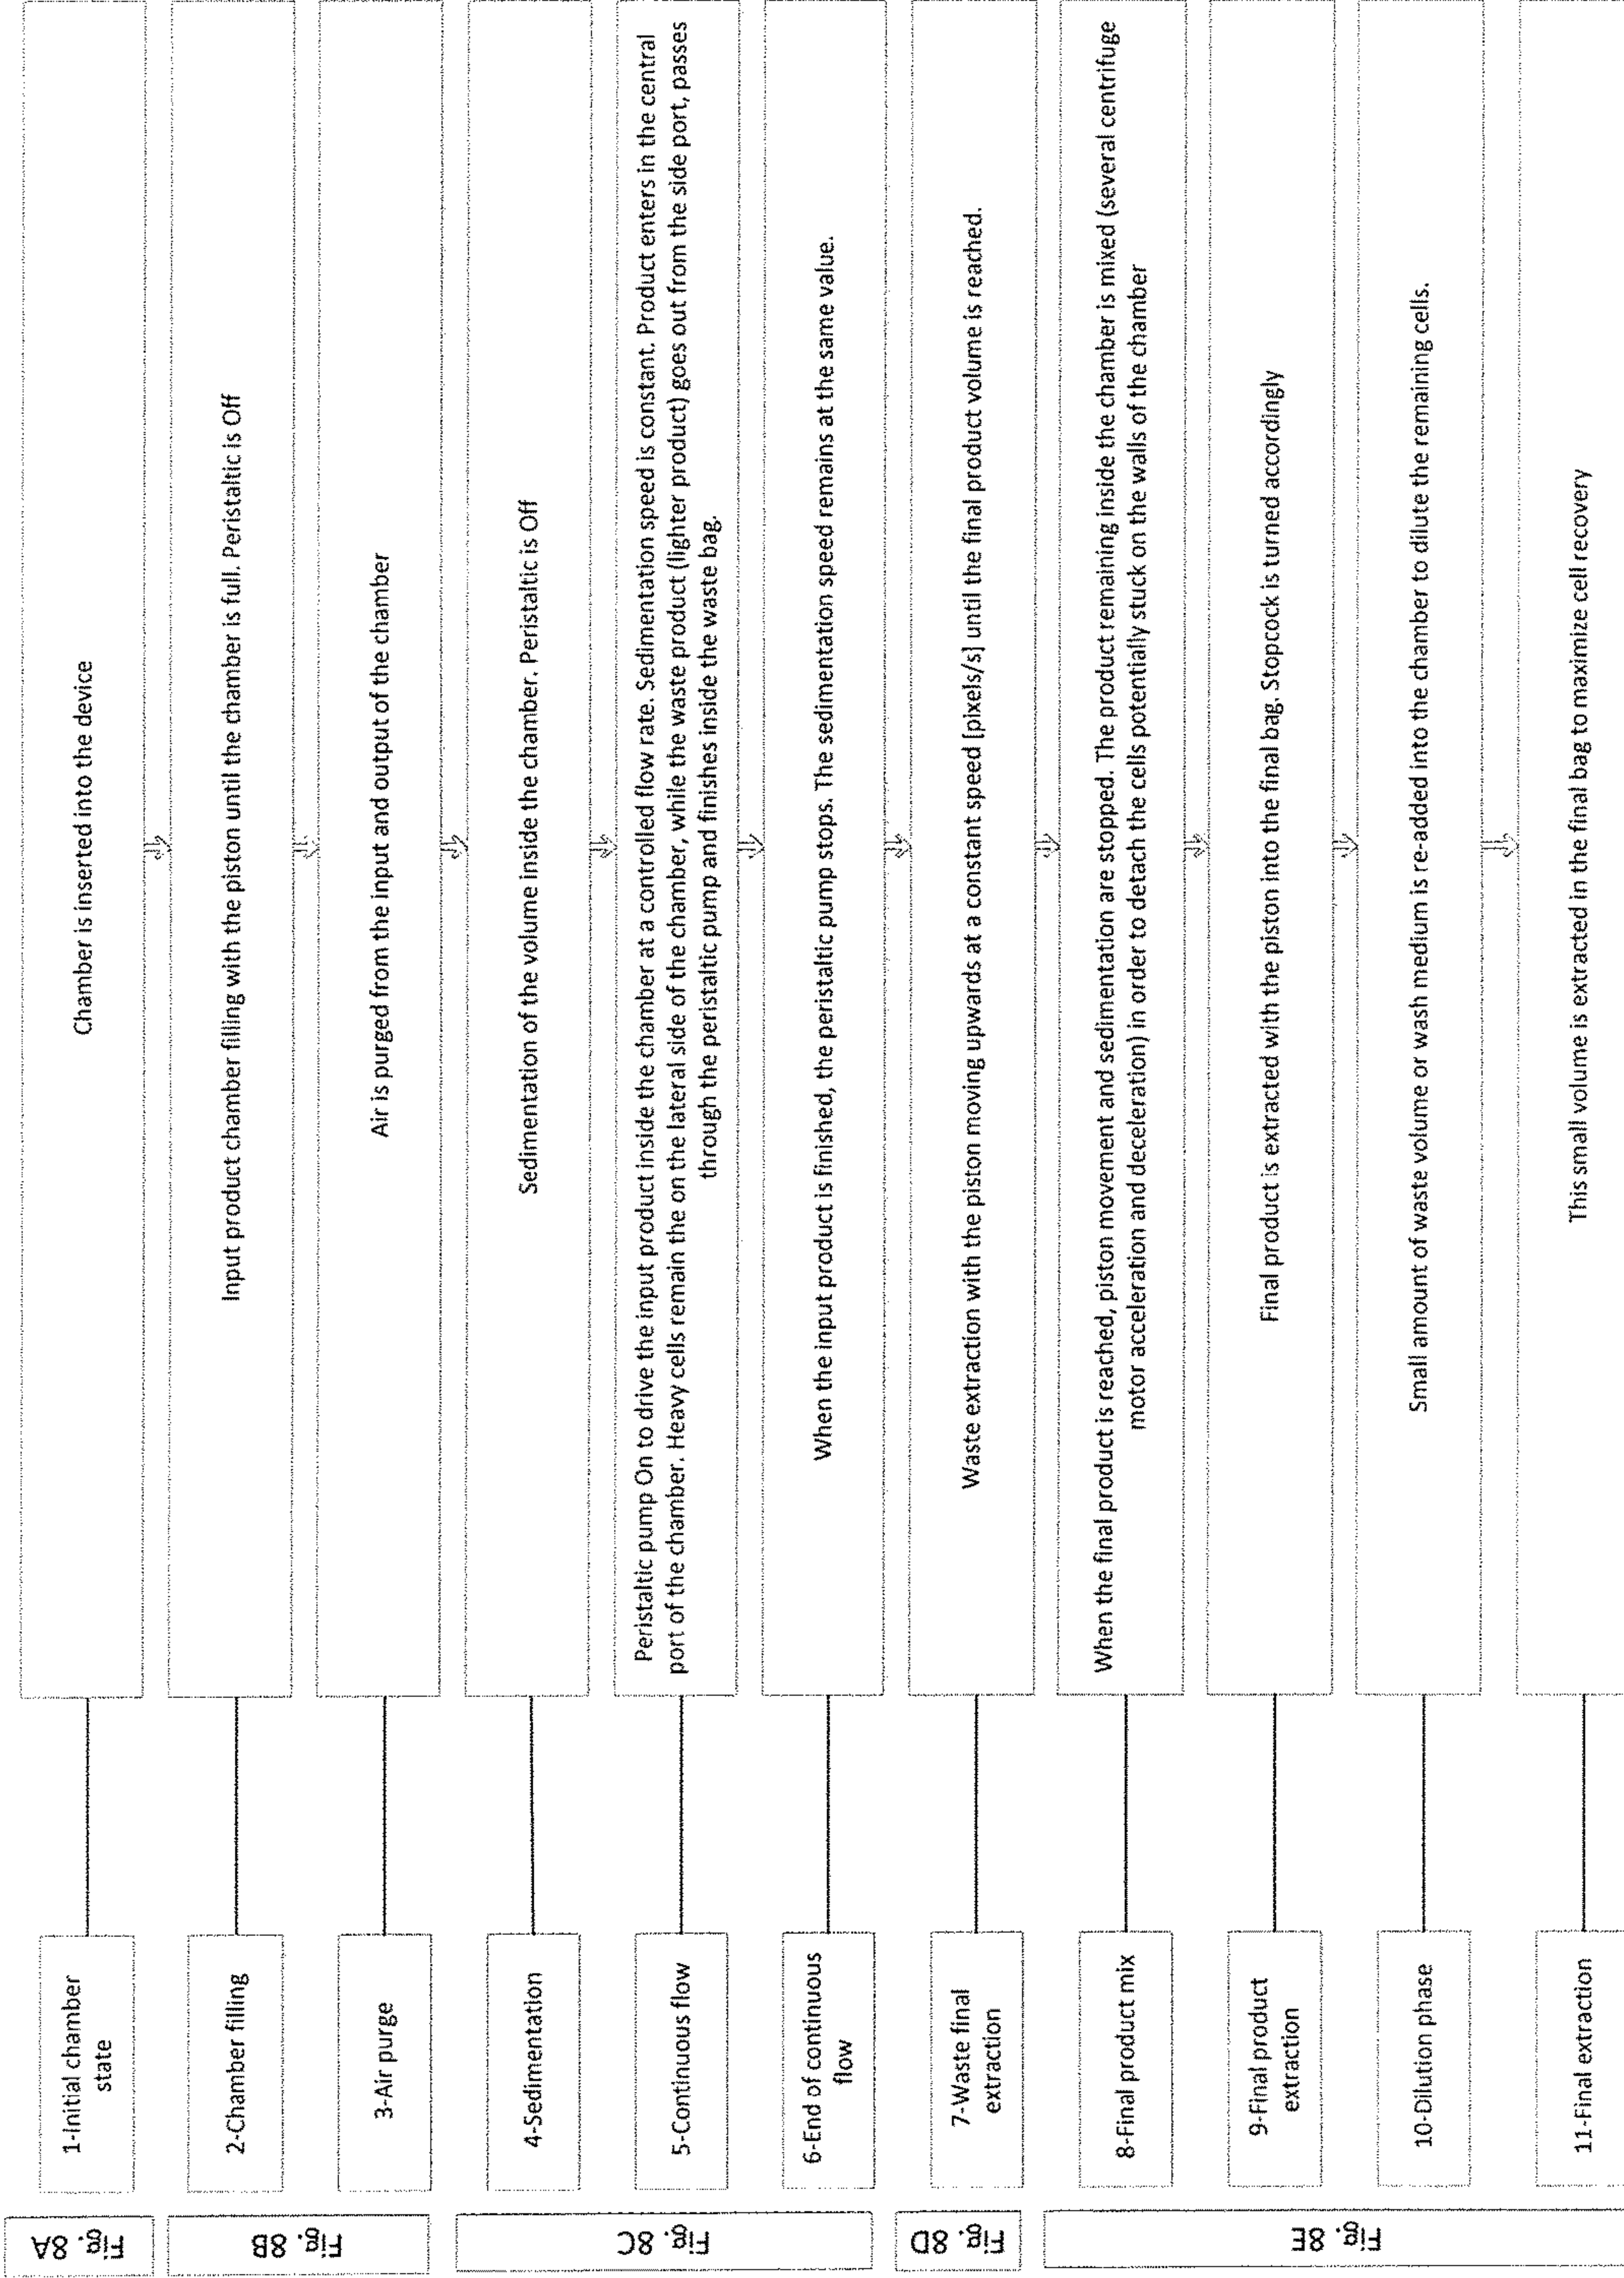 Fig. 8A
1-Initial chamber
state
Chamber is inserted into the device
Fig. 8B
2-Chamber filling
Input product chamber filling with the piston until the chamber is full. Peristaltic is Off
3-Air purge
Air is purged from the input and output of the chamber
Fig. 8C
4-Sedimentation
Sedimentation of the volume inside the chamber. Peristaltic is Off
5-Continuous flow
Peristaltic pump On to drive the input product inside the chamber at a controlled flow rate. Sedimentation speed is constant. Product enters in the central
port of the chamber. Heavy cells remain the on the lateral side of the chamber, while the waste product (lighter product) goes out from the side port, passes
through the peristaltic pump and finishes inside the waste bag.
6-End of continuous
flow
When the input product is finished, the peristaltic pump stops. The sedimentation speed remains at the same value.
Fig. 8D
7-Waste final
extraction
Waste extraction with the piston moving upwards at a constant speed [pixels/s] until the final product volume is reached.
Fig. 8E
8-Final product mix
When the final product is reached, piston movement and sedimentation are stopped. The product remaining inside the chamber is mixed (several centrifuge
motor acceleration and deceleration) in order to detach the cells potentially stuck on the walls of the chamber
9-Final product
extraction
Final product is extracted with the piston into the final bag. Stopcock is turned accordingly
10-Dilution phase
Small amount of waste volume or wash medium is re-added into the chamber to dilute the remaining cells.
11-Final extraction
This small volume is extracted in the final bag to maximize cell recovery